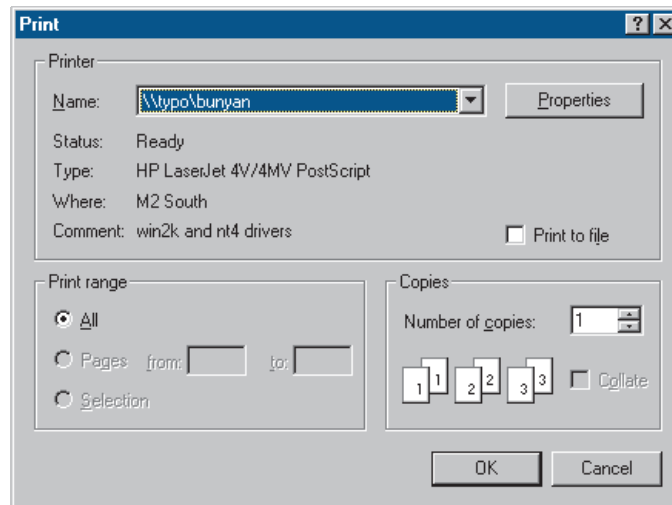 Print
Printer
Name: \\typo\bunyan Properties
Status: Ready
Type: HP LaserJet 4V/4MV PostScript
Where: M2 South
Comment: win2k and nt4 drivers Print to file
Print range
All
Pages from: to:
Selection
Copies
Number of copies: 1
1 1 2 2 3 3 Collate
OK Cancel